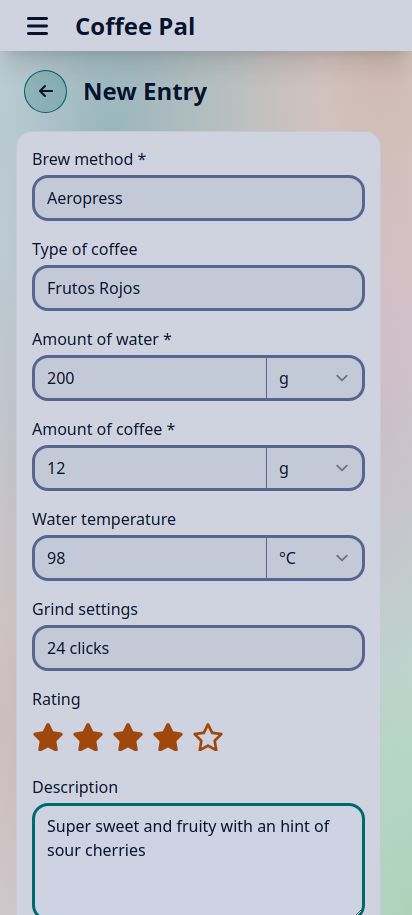 Coffee Pal
New Entry
Brew method *
Aeropress
Type of coffee
Frutos Rojos
Amount of water *
200 g
Amount of coffee *
12 g
Water temperature
98 °C
Grind settings
24 clicks
Rating
Description
Super sweet and fruity with an hint of
sour cherries